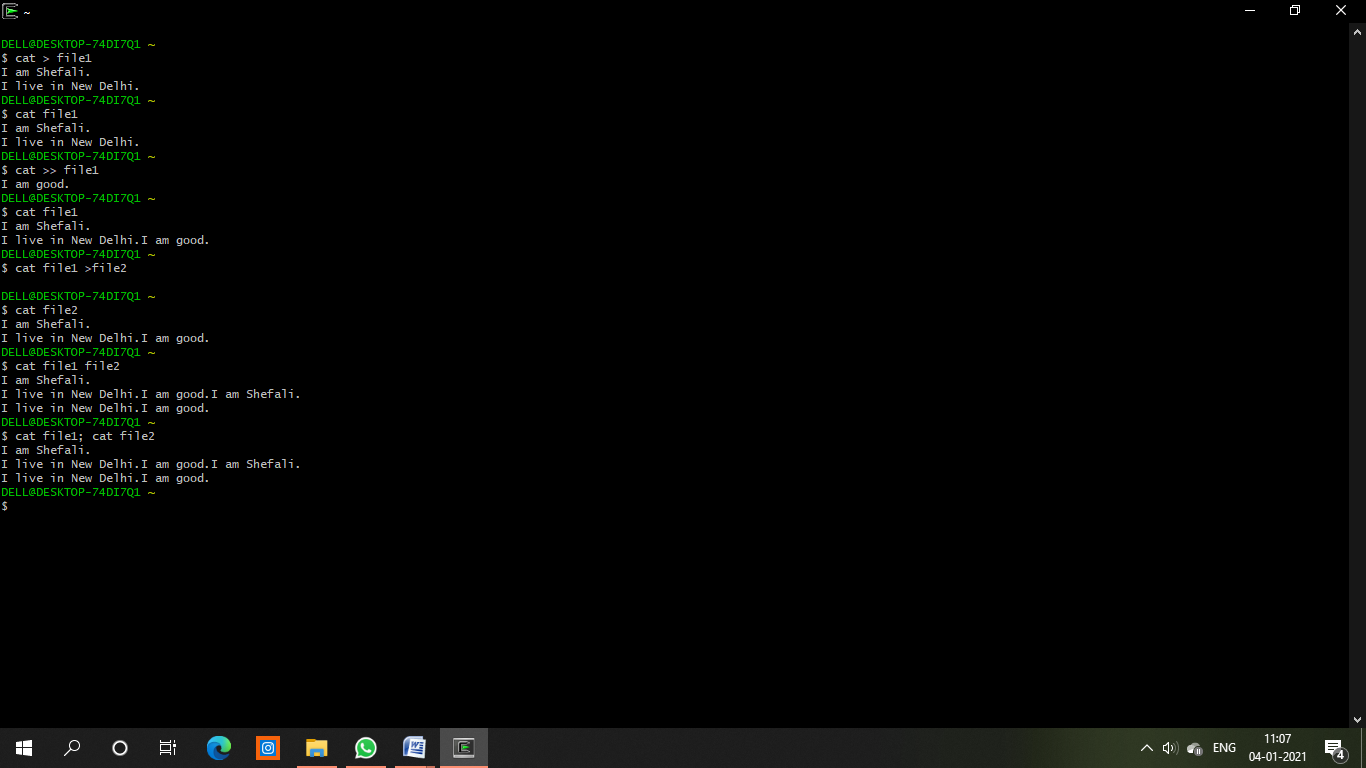 ~
DELL@DESKTOP-74DI7Q1 ~
$ cat > file1
I am Shefali.
I live in New Delhi.
DELL@DESKTOP-74DI7Q1 ~
$ cat file1
I am Shefali.
I live in New Delhi.
DELL@DESKTOP-74DI7Q1 ~
$ cat >> file1
I am good.
DELL@DESKTOP-74DI7Q1 ~
$ cat file1
I am Shefali.
I live in New Delhi.I am good.
DELL@DESKTOP-74DI7Q1 ~
$ cat file1 >file2
DELL@DESKTOP-74DI7Q1 ~
$ cat file2
I am Shefali.
I live in New Delhi.I am good.
DELL@DESKTOP-74DI7Q1 ~
$ cat file1 file2
I am Shefali.
I live in New Delhi.I am good.I am Shefali.
I live in New Delhi.I am good.
DELL@DESKTOP-74DI7Q1 ~
$ cat file1; cat file2
I am Shefali.
I live in New Delhi.I am good.I am Shefali.
I live in New Delhi.I am good.
DELL@DESKTOP-74DI7Q1 ~
$
ENG
11:07
04-01-2021
4